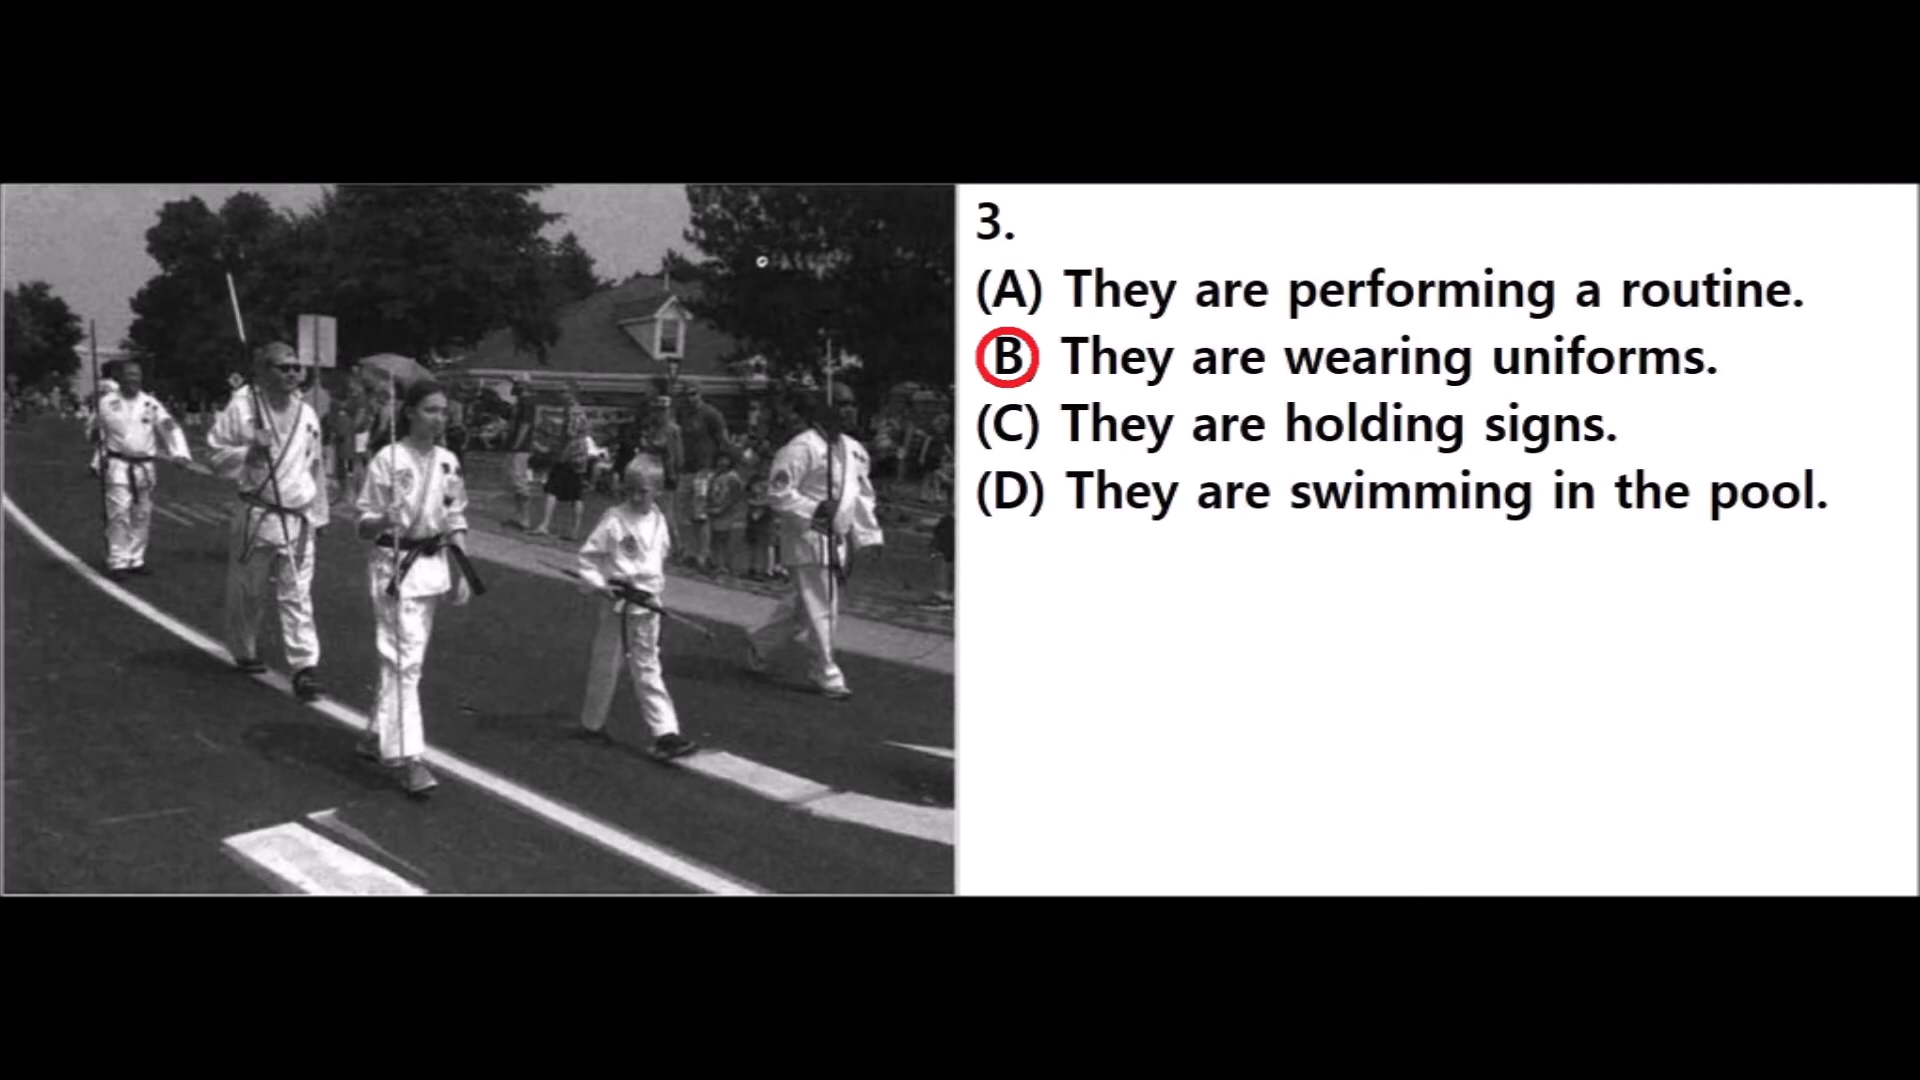 3.
(A) They are performing a routine.
(B) They are wearing uniforms.
(C) They are holding signs.
(D) They are swimming in the pool.